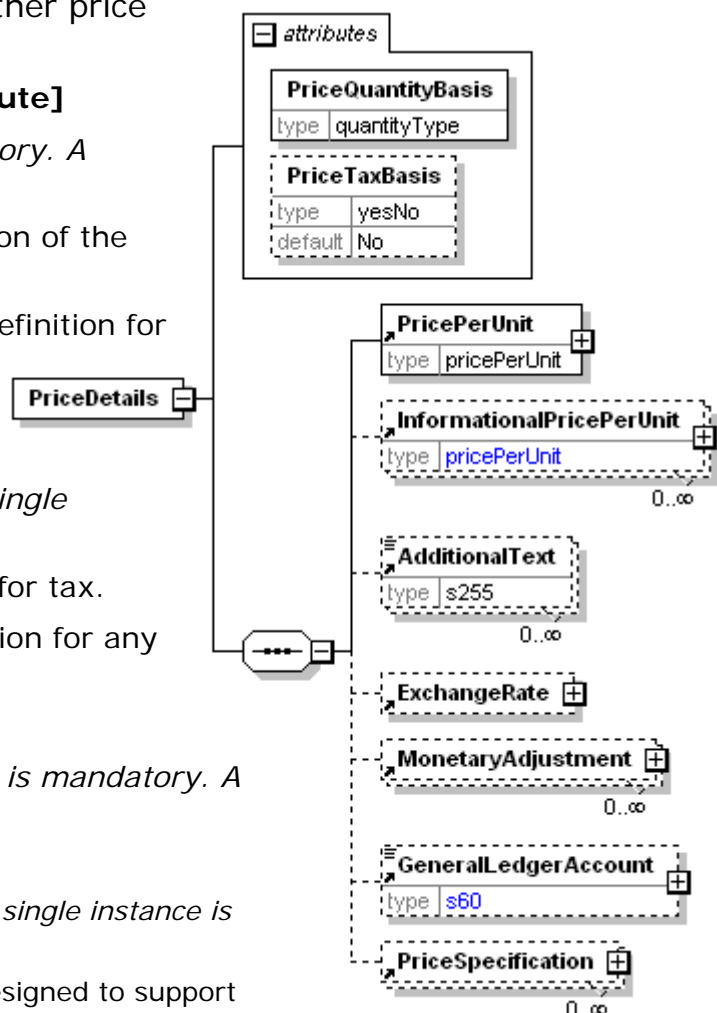 ther price
ute]
ory. A
on of the
efinition for
ingle
for tax.
ion for any
is mandatory. A
single instance is
signed to support
attributes
PriceQuantityBasis
type quantityType
PriceTaxBasis
type yesNo
default No
PriceDetails
PricePerUnit
type pricePerUnit
InformationalPricePerUnit
type pricePerUnit
0..∞
AdditionalText
type s255
0..∞
ExchangeRate
MonetaryAdjustment
0..∞
GeneralLedgerAccount
type s60
PriceSpecification
0..∞